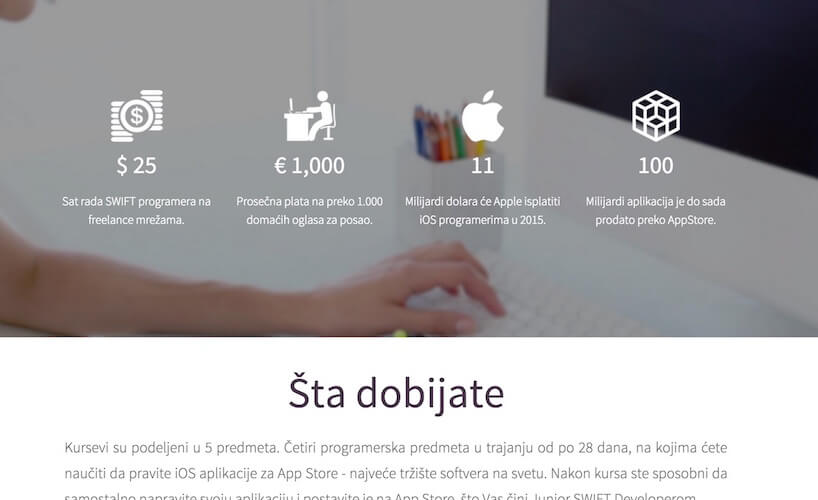 $ 25
€ 1,000
11
100
Sat rada SWIFT programera na
freelance mrežama.
Prosečna plata na preko 1.000
domaćih oglasa za posao.
Milijardi dolara će Apple isplatiti
iOS programerima u 2015.
Milijardi aplikacija je do sada
prodato preko AppStore.
Šta dobijate
Kursevi su podeljeni u 5 predmeta. Četiri programerska predmeta u trajanju od po 28 dana, na kojima ćete
naučiti da pravite iOS aplikacije za App Store - najveće tržište softvera na svetu. Nakon kursa ste sposobni da
samostalno napravite svoju aplikaciju i postavite je na App Store, što Vas čini Junior SWIFT Developerom.